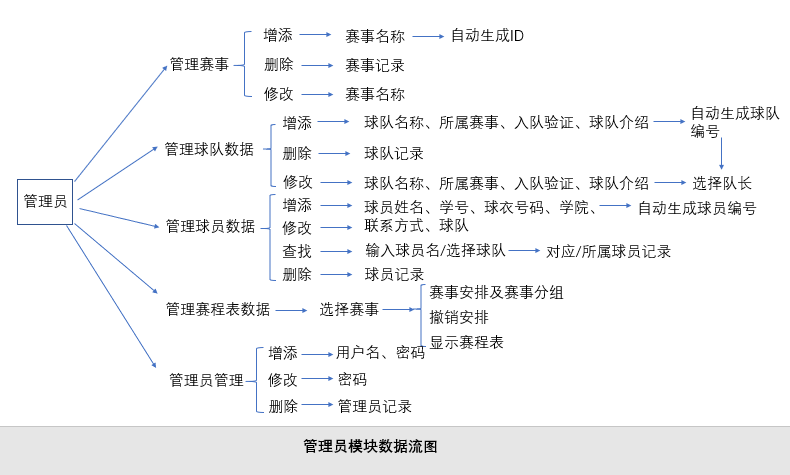 管理员
管理赛事
增添
赛事名称
自动生成ID
删除
赛事记录
修改
赛事名称
管理球队数据
增添
球队名称、所属赛事、入队验证、球队介绍
自动生成球队
编号
删除
球队记录
修改
球队名称、所属赛事、入队验证、球队介绍
选择队长
管理球员数据
增添
修改
球员姓名、学号、球衣号码、学院、
联系方式、球队
自动生成球员编号
查找
输入球员名/选择球队
对应/所属球员记录
删除
球员记录
管理赛程表数据
选择赛事
赛事安排及赛事分组
撤销安排
显示赛程表
管理员管理
增添
用户名、密码
修改
密码
删除
管理员记录
管理员模块数据流图